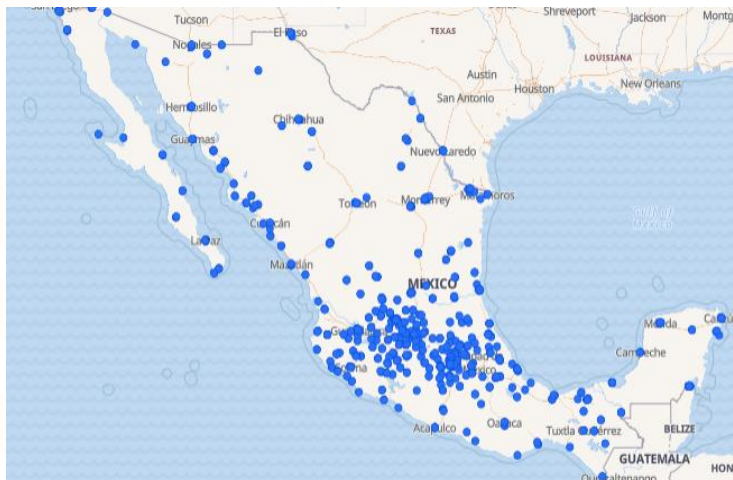 Shreveport
Jackson
Tucson
TEXAS
LOUISIANA
Nogales
El Paso
Austin
Houston
New Orleans
San Antonio
Hermosillo
Chihuahua
Guaymas
Nuevo Laredo
Monterrey
Matamoros
Torreón
Culiacán
Gulf of
Mexico
La Paz
Mazatlán
MEXICO
Mérida
Campeche
Acapulco
Oaxaca
Tuxtla Gutiérrez
BELIZE
GUATEMALA
Quezaltenango